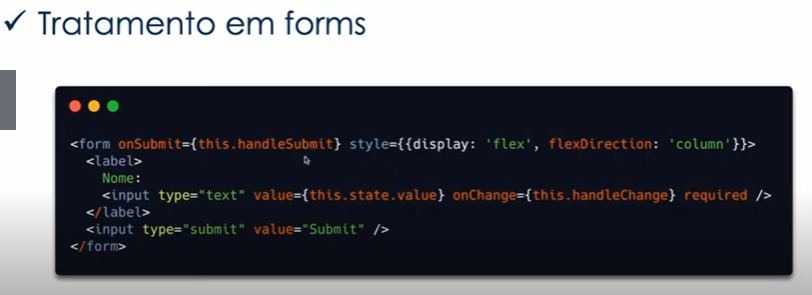 ✓ Tratamento em forms
<form onSubmit={this.handleSubmit} style={{display: 'flex', flexDirection: 'column'}}>
<label>
Nome:
<input type="text" value={this.state.value} onChange={this.handleChange} required />
</label>
<input type="submit" value="Submit" />
</form>